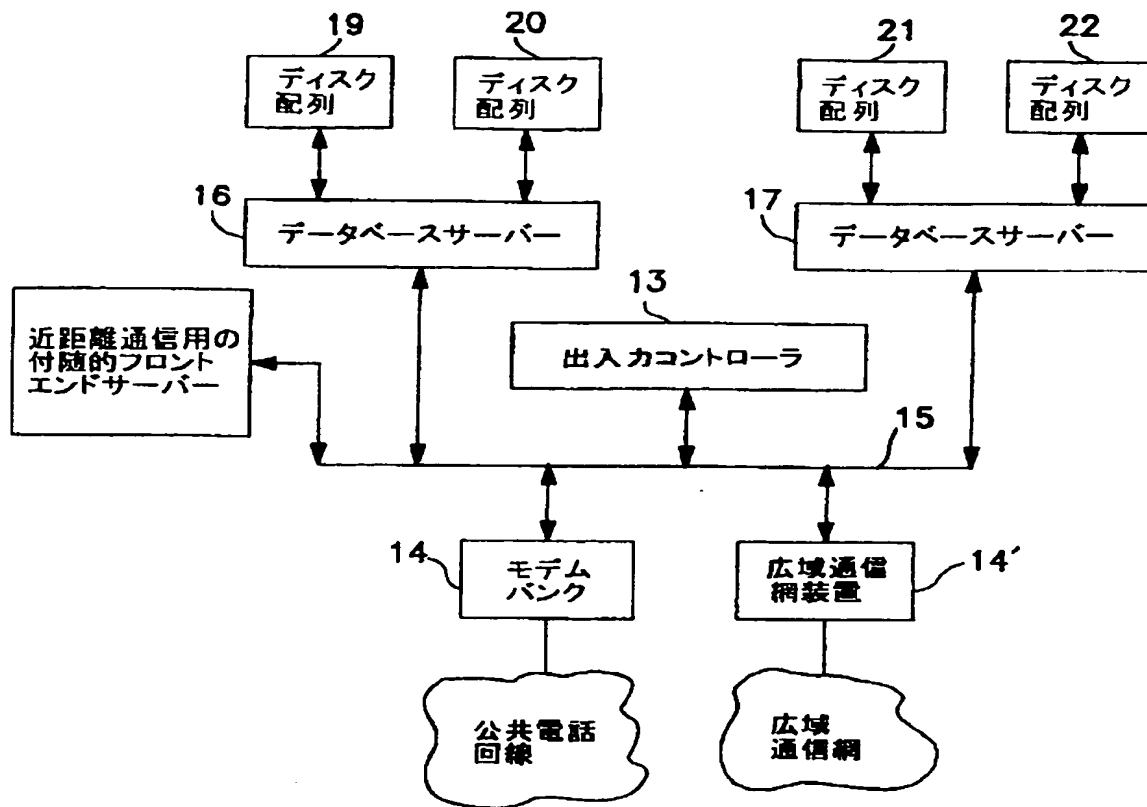 19
20
21
22
ディスク
配列
ディスク
配列
ディスク
配列
ディスク
配列
16
データベースサーバー
17
データベースサーバー
13
近距離通信用の
付随的フロント
エンドサーバー
出入力コントローラ
15
14
モデム
バンク
広域通信
網装置
14′
公共電話
回線
広域
通信網